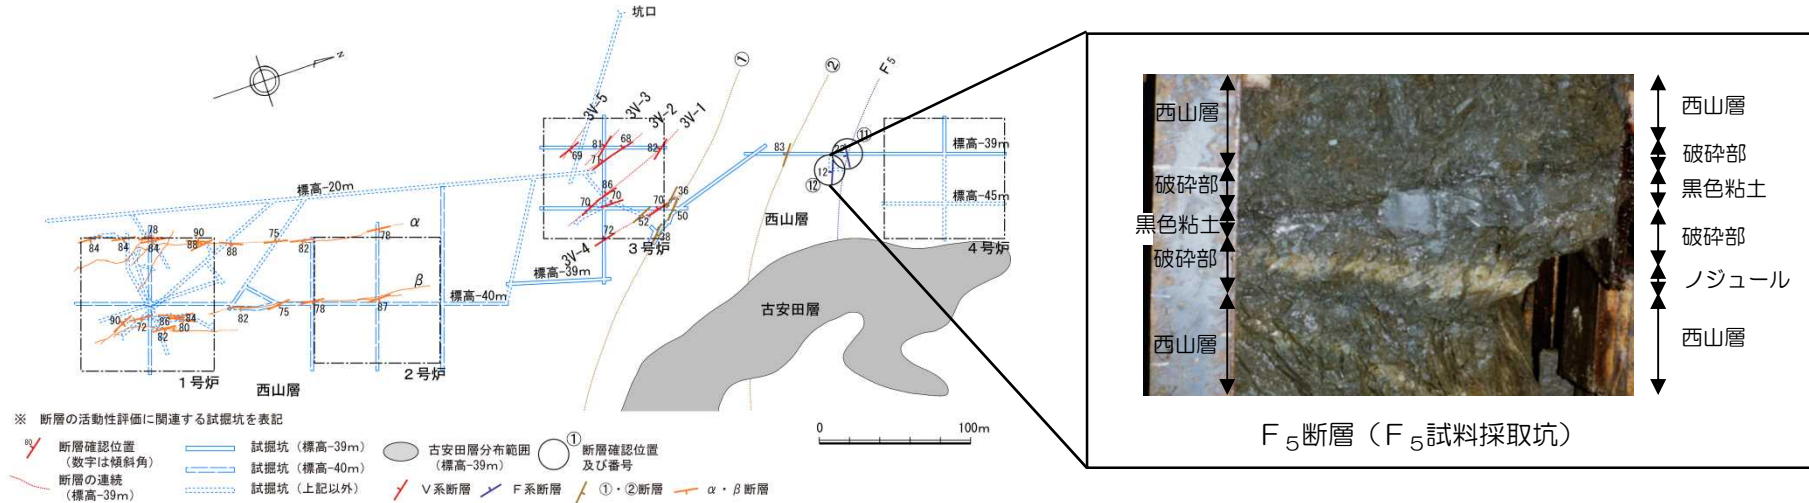 坑口
N
①
②
F5
3V-5
3V-3
3V-2
3V-1
81
68
82
69
71
83
22
⑪
標高-39m
12
⑫
標高-20m
86
70
70
36
50
52
72
28
標高-45m
西山層
3V-4
3号炉
4号炉
標高-39m
α
78
84
84
84
90
88
88
75
82
78
β
標高-40m
古安田層
90
72
86
84
80
82
82
75
78
87
1号炉
2号炉
西山層
0
100m
※ 断層の活動性評価に関連する試掘坑を表記
80
断層確認位置
(数字は傾斜角)
断層の連続
(標高-39m)
試掘坑(標高-39m)
試掘坑(標高-40m)
試掘坑(上記以外)
古安田層分布範囲
(標高-39m)
①
断層確認位置
及び番号
V系断層
F系断層
①・②断層
α・β断層
西山層
破砕部
黒色粘土
破砕部
西山層
西山層
破砕部
黒色粘土
破砕部
ノジュール
西山層
F5断層(F5試料採取坑)